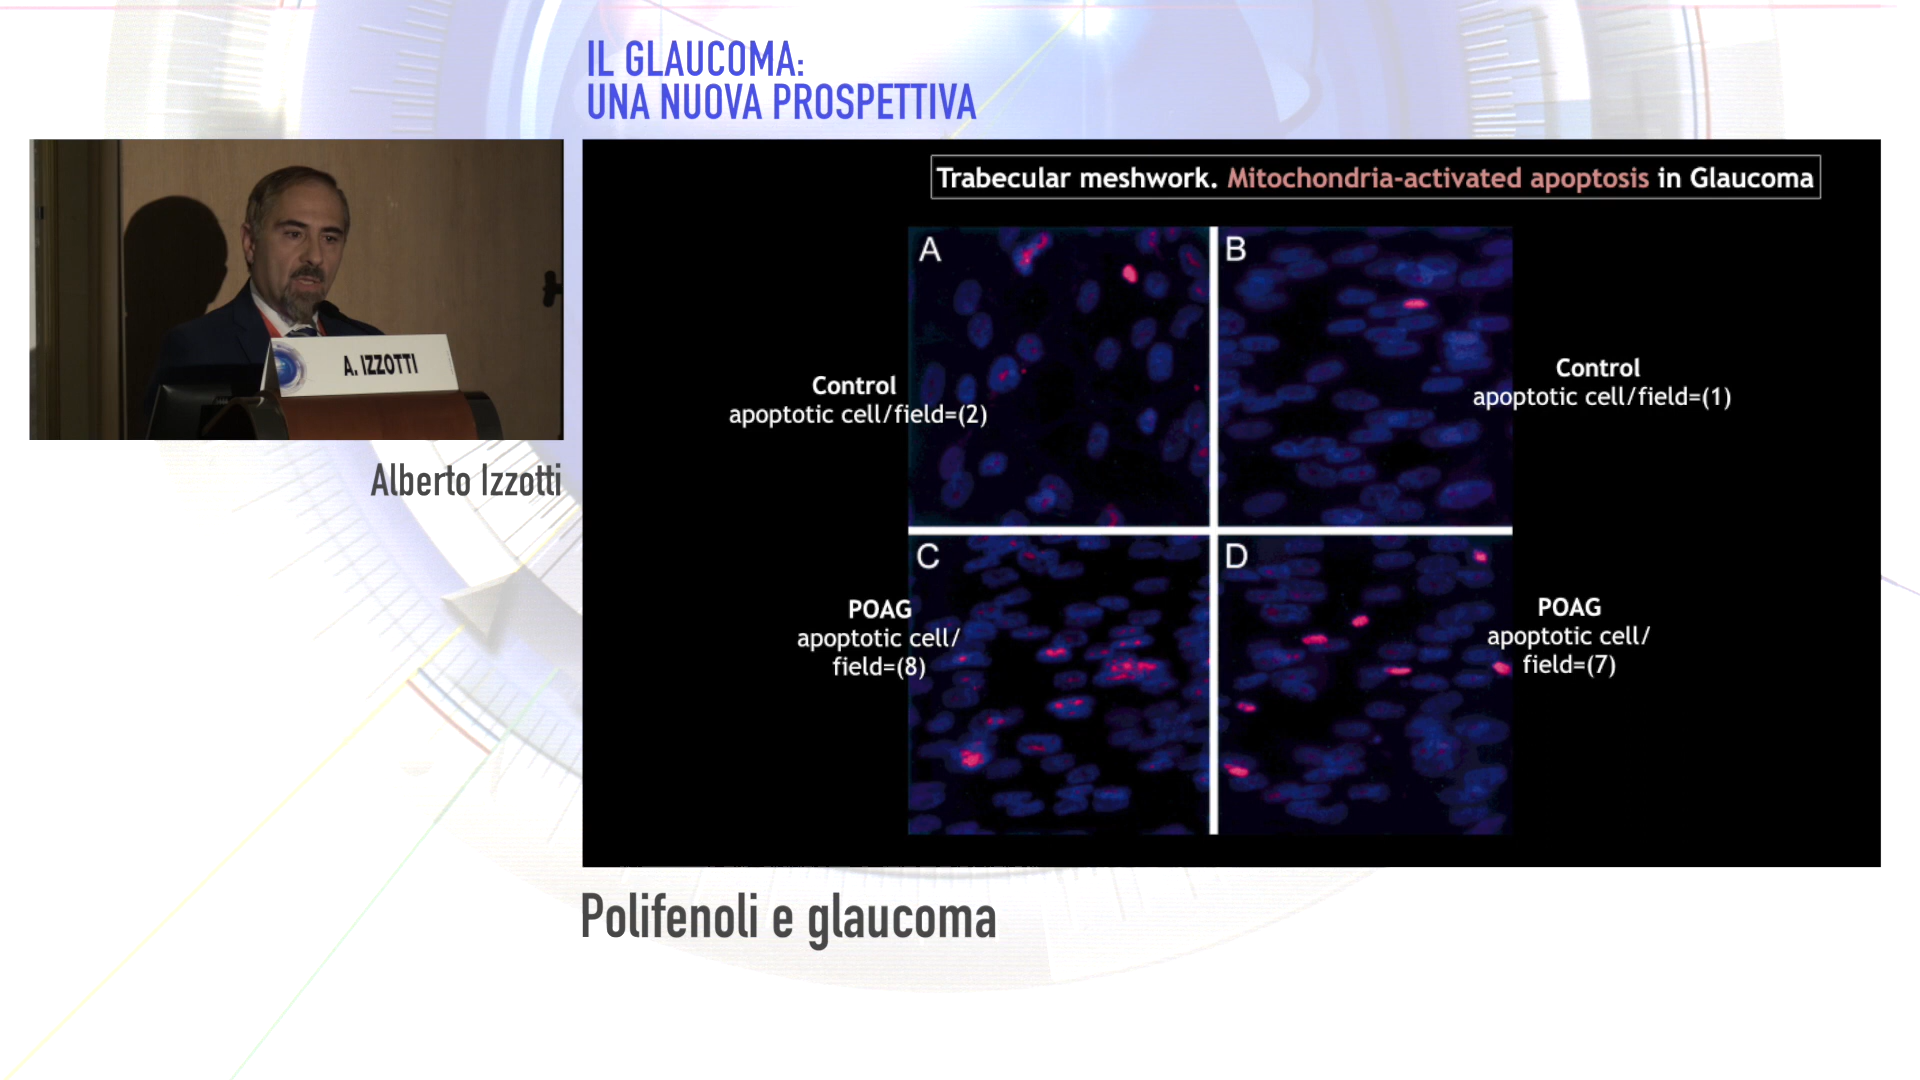 IL GLAUCOMA:
UNA NUOVA PROSPETTIVA
A. IZZOTTI
Alberto Izzotti
Trabecular meshwork. Mitochondria-activated apoptosis in Glaucoma
A
B
Control
apoptotic cell/field=(2)
Control
apoptotic cell/field=(1)
C
D
POAG
apoptotic cell/
field=(8)
POAG
apoptotic cell/
field=(7)
Polifenoli e glaucoma